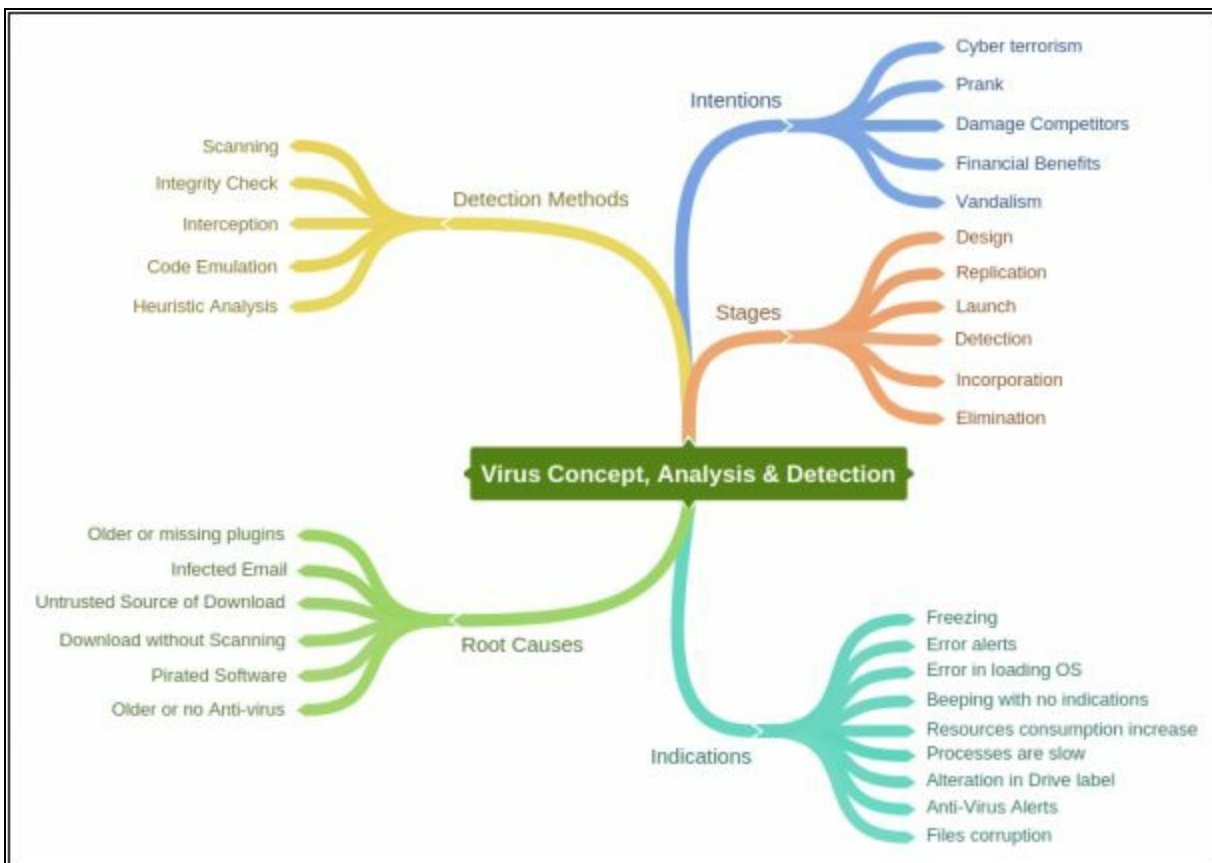 Virus Concept, Analysis & Detection
Detection Methods
Scanning
Integrity Check
Interception
Code Emulation
Heuristic Analysis
Intentions
Cyber terrorism
Prank
Damage Competitors
Financial Benefits
Vandalism
Stages
Design
Replication
Launch
Detection
Incorporation
Elimination
Root Causes
Older or missing plugins
Infected Email
Untrusted Source of Download
Download without Scanning
Pirated Software
Older or no Anti-virus
Indications
Freezing
Error alerts
Error in loading OS
Beeping with no indications
Resources consumption increase
Processes are slow
Alteration in Drive label
Anti-Virus Alerts
Files corruption